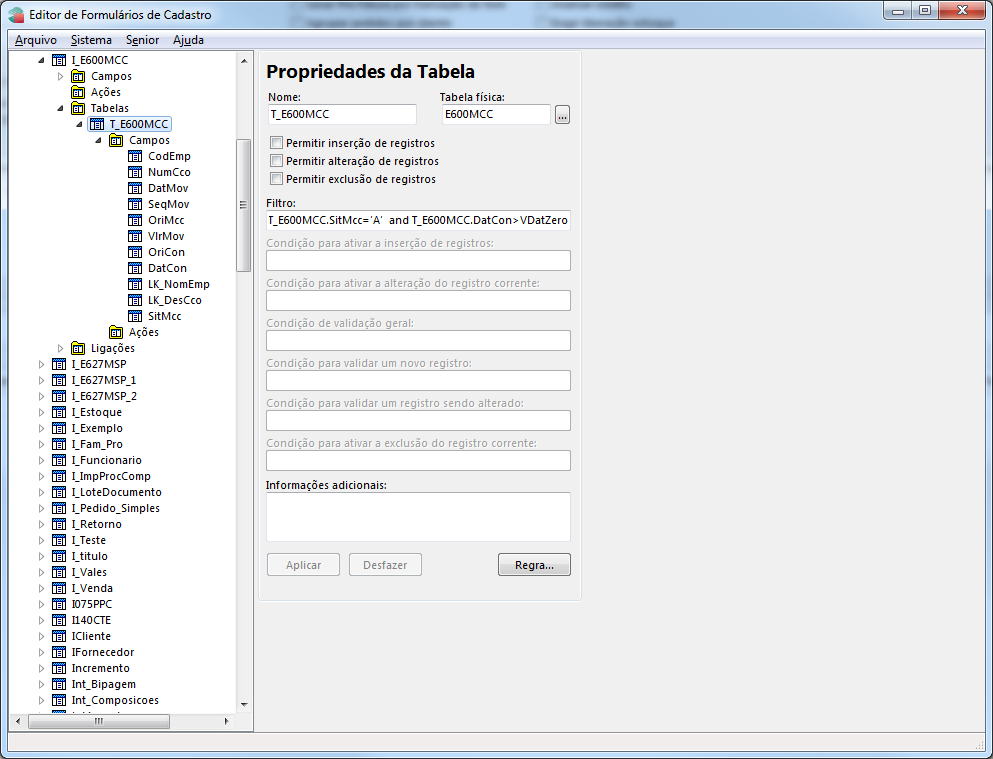 Editor de Formulários de Cadastro
Arquivo Sistema Senior Ajuda
I_E600MCC
Campos
Ações
Tabelas
T_E600MCC
Campos
CodEmp
NumCco
DatMov
SeqMov
OriMcc
VlrMov
OriCon
DatCon
LK_NomEmp
LK_DesCco
SitMcc
Ações
Ligações
I_E627MSP
I_E627MSP_1
I_E627MSP_2
I_Estoque
I_Exemplo
I_Fam_Pro
I_Funcionario
I_ImpProcComp
I_LoteDocumento
I_Pedido_Simples
I_Retorno
I_Teste
I_titulo
I_Vales
I_Venda
I075PPC
I140CTE
ICliente
IFornecedor
Incremento
Int_Bipagem
Int_Composicoes
Propriedades da Tabela
Nome: Tabela física:
T_E600MCC E600MCC ...
Permitir inserção de registros
Permitir alteração de registros
Permitir exclusão de registros
Filtro:
T_E600MCC.SitMcc='A' and T_E600MCC.DatCon>VDatZero
Condição para ativar a inserção de registros:
Condição para ativar a alteração do registro corrente:
Condição de validação geral:
Condição para validar um novo registro:
Condição para validar um registro sendo alterado:
Condição para ativar a exclusão do registro corrente:
Informações adicionais:
Aplicar Desfazer Regra...